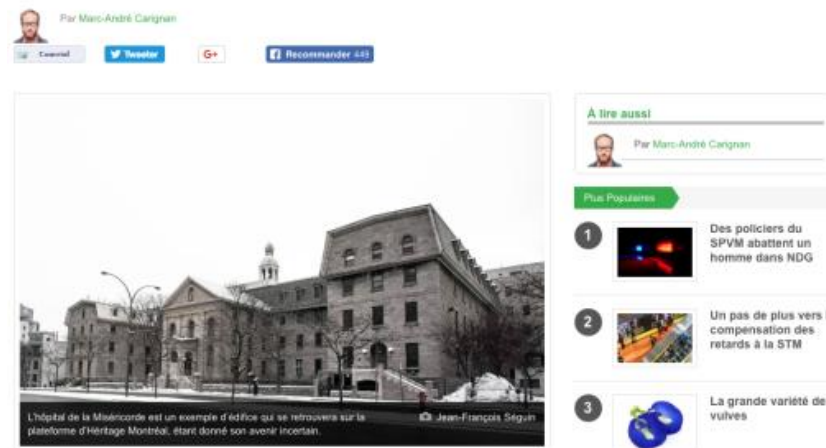 Par Marc-André Carignan
Courriel
Tweeter
G+
Recommander 449
L'hôpital de la Miséricorde est un exemple d'édifice qui se retrouvera sur la
plateforme d'Héritage Montréal, étant donné son avenir incertain.
Jean-François Séguin
À lire aussi
Par Marc-André Carignan
Plus Populaires
1
Des policiers du
SPVM abattent un
homme dans NDG
2
Un pas de plus vers
compensation des
retards à la STM
3
La grande variété de
vulves